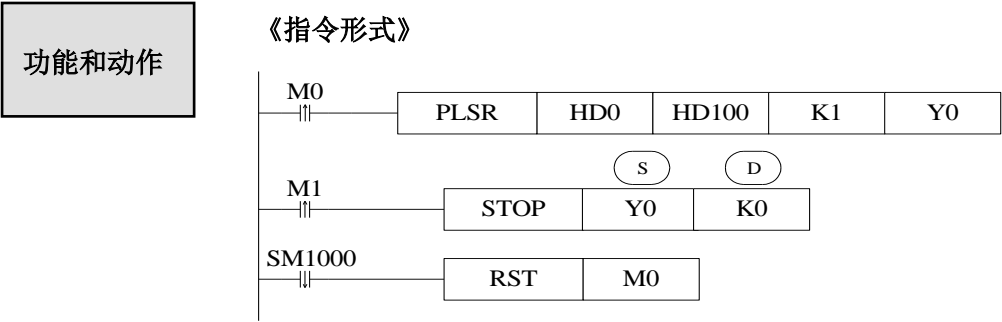 功能和动作
《指令形式》
M0
PLSR HD0 HD100 K1 Y0
S D
M1
STOP Y0 K0
SM1000
RST M0